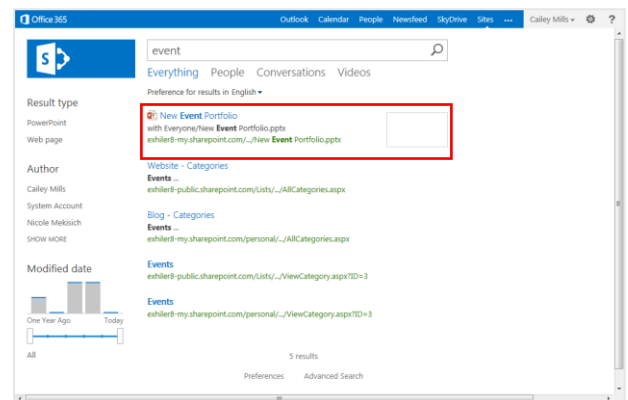 Office 365
Outlook Calendar People Newsfeed SkyDrive Sites ••• Cailey Mills ?
S
event
Everything People Conversations Videos
Preference for results in English
Result type
PowerPoint
Web page
Author
Cailey Mills
System Account
Nicole Mekisich
SHOW MORE
Modified date
One Year Ago Today
All
New Event Portfolio
with Everyone/New Event Portfolio.pptx
exhiler8-my.sharepoint.com/.../New Event Portfolio.pptx
Website - Categories
Events ...
exhiler8-public.sharepoint.com/Lists/.../AllCategories.aspx
Blog - Categories
Events ...
exhiler8-my.sharepoint.com/personal/.../AllCategories.aspx
Events
exhiler8-public.sharepoint.com/Lists/.../ViewCategory.aspx?ID=3
Events
exhiler8-my.sharepoint.com/personal/.../ViewCategory.aspx?ID=3
5 results
Preferences Advanced Search